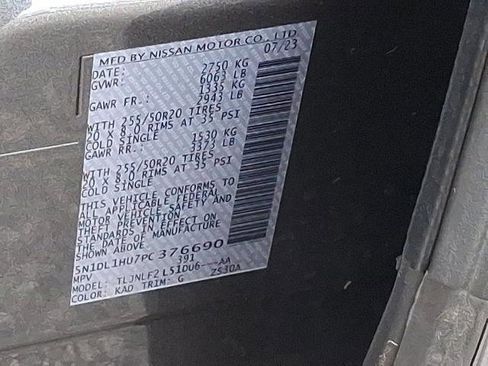 MFD BY NISSAN MOTOR CO., LTD
DATE: 07/23
GVWR: 2750 KG
6063 LB
GAWR FR.: 1335 KG
2943 LB
WITH 255/50R20 TIRES
20 X 8.0 RIMS AT 35 PSI
COLD SINGLE
GAWR RR.: 1530 KG
3373 LB
WITH 255/50R20 TIRES
20 X 8.0 RIMS AT 35 PSI
COLD SINGLE
THIS VEHICLE CONFORMS TO
ALL APPLICABLE FEDERAL
MOTOR VEHICLE SAFETY AND
THEFT PREVENTION
STANDARDS IN EFFECT ON
THE DATE OF MANUFACTURE
SHOWN ABOVE.
5N1DL1HU7PC376690
MPV 391
MODEL: TLJNLF2L51DU6---AA
COLOR: KAD TRIM: G Z530A